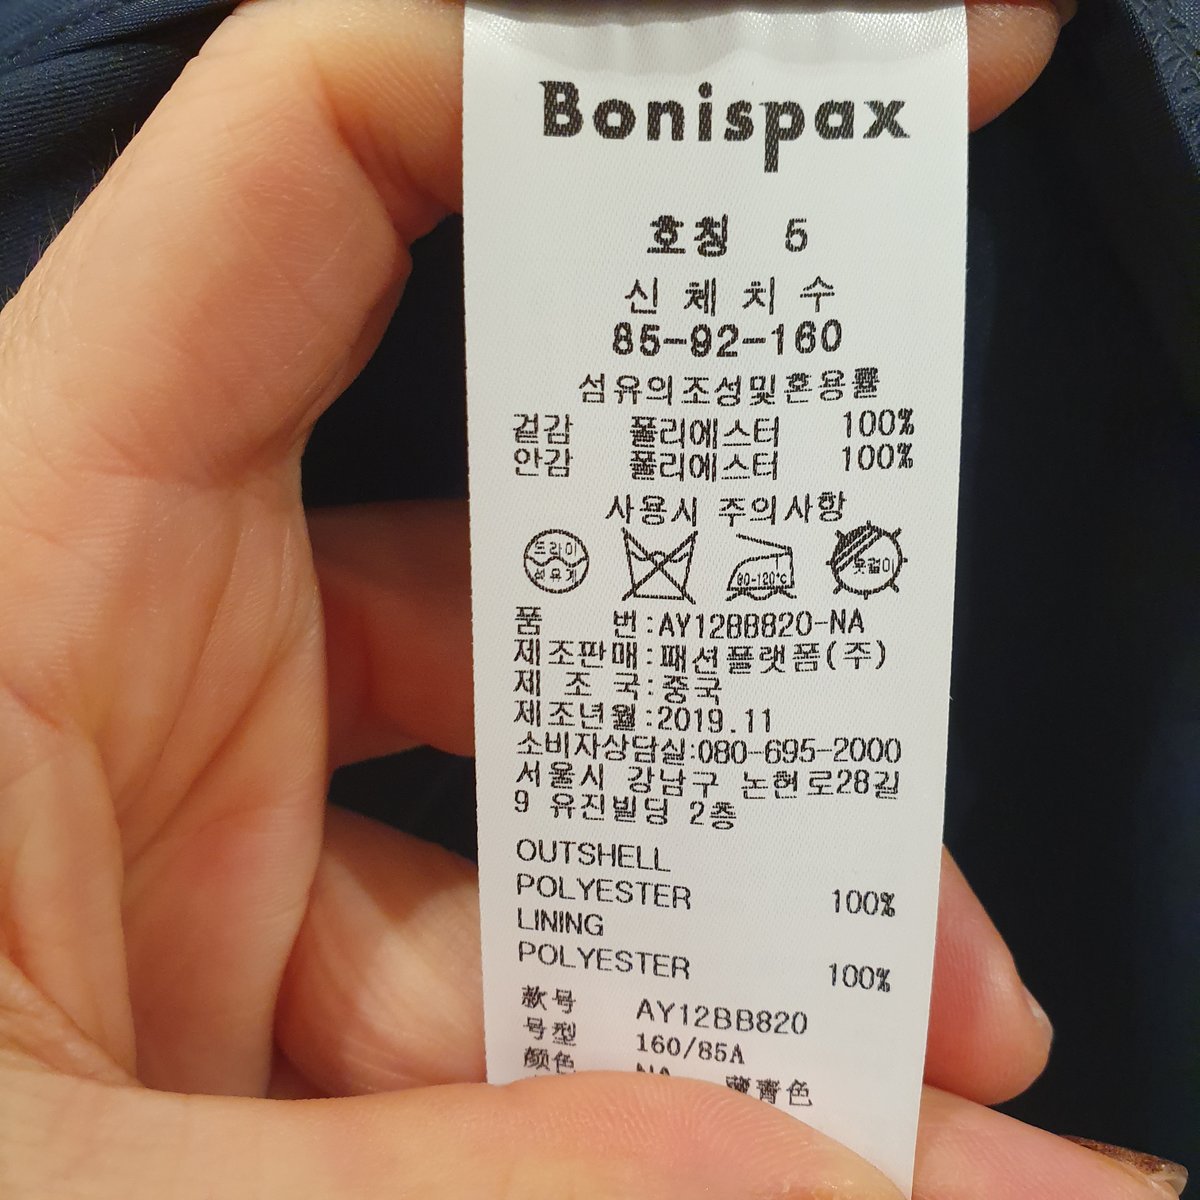 Bonispax
호칭 5
신체치수
85-92-160
섬유의조성및혼용률
겉감 폴리에스터 100%
안감 폴리에스터 100%
사용시 주의사항
드라이
석유계
80-120°c
옷걸이
품 번:AY12BB820-NA
제조판매:패션플랫폼(주)
제 조 국:중국
제조년월:2019.11
소비자상담실:080-695-2000
서울시 강남구 논현로28길
9 유진빌딩 2층
OUTSHELL
POLYESTER 100%
LINING
POLYESTER 100%
款号 AY12BB820
号型 160/85A
颜色 NA 青色